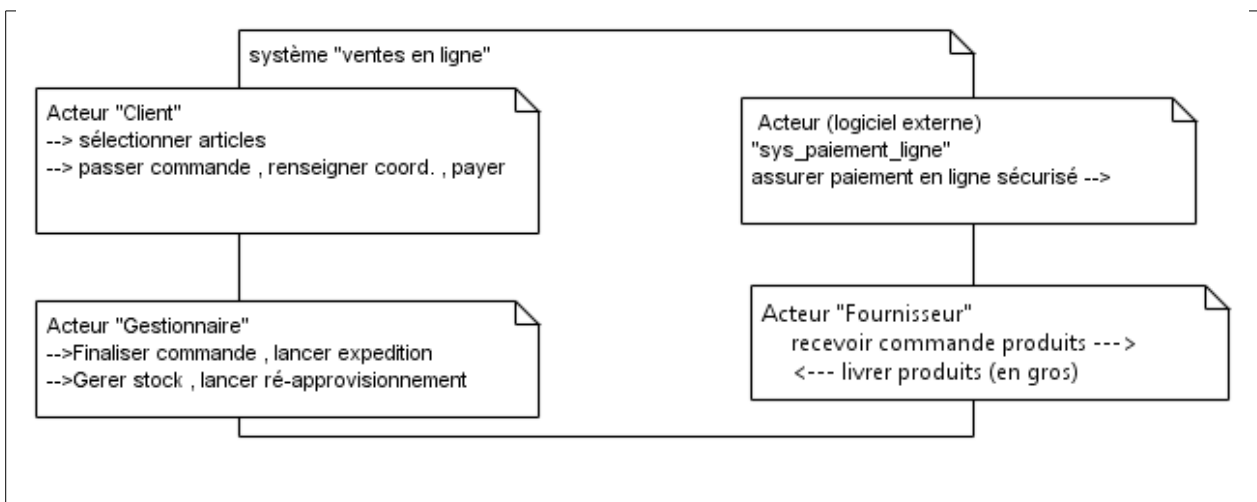 système "ventes en ligne"
Acteur "Client"
--> sélectionner articles
--> passer commande , renseigner coord. , payer
Acteur (logiciel externe)
"sys_paiement_ligne"
assurer paiement en ligne sécurisé -->
Acteur "Gestionnaire"
-->Finaliser commande , lancer expedition
-->Gerer stock , lancer ré-approvisionnement
Acteur "Fournisseur"
recevoir commande produits --->
<--- livrer produits (en gros)